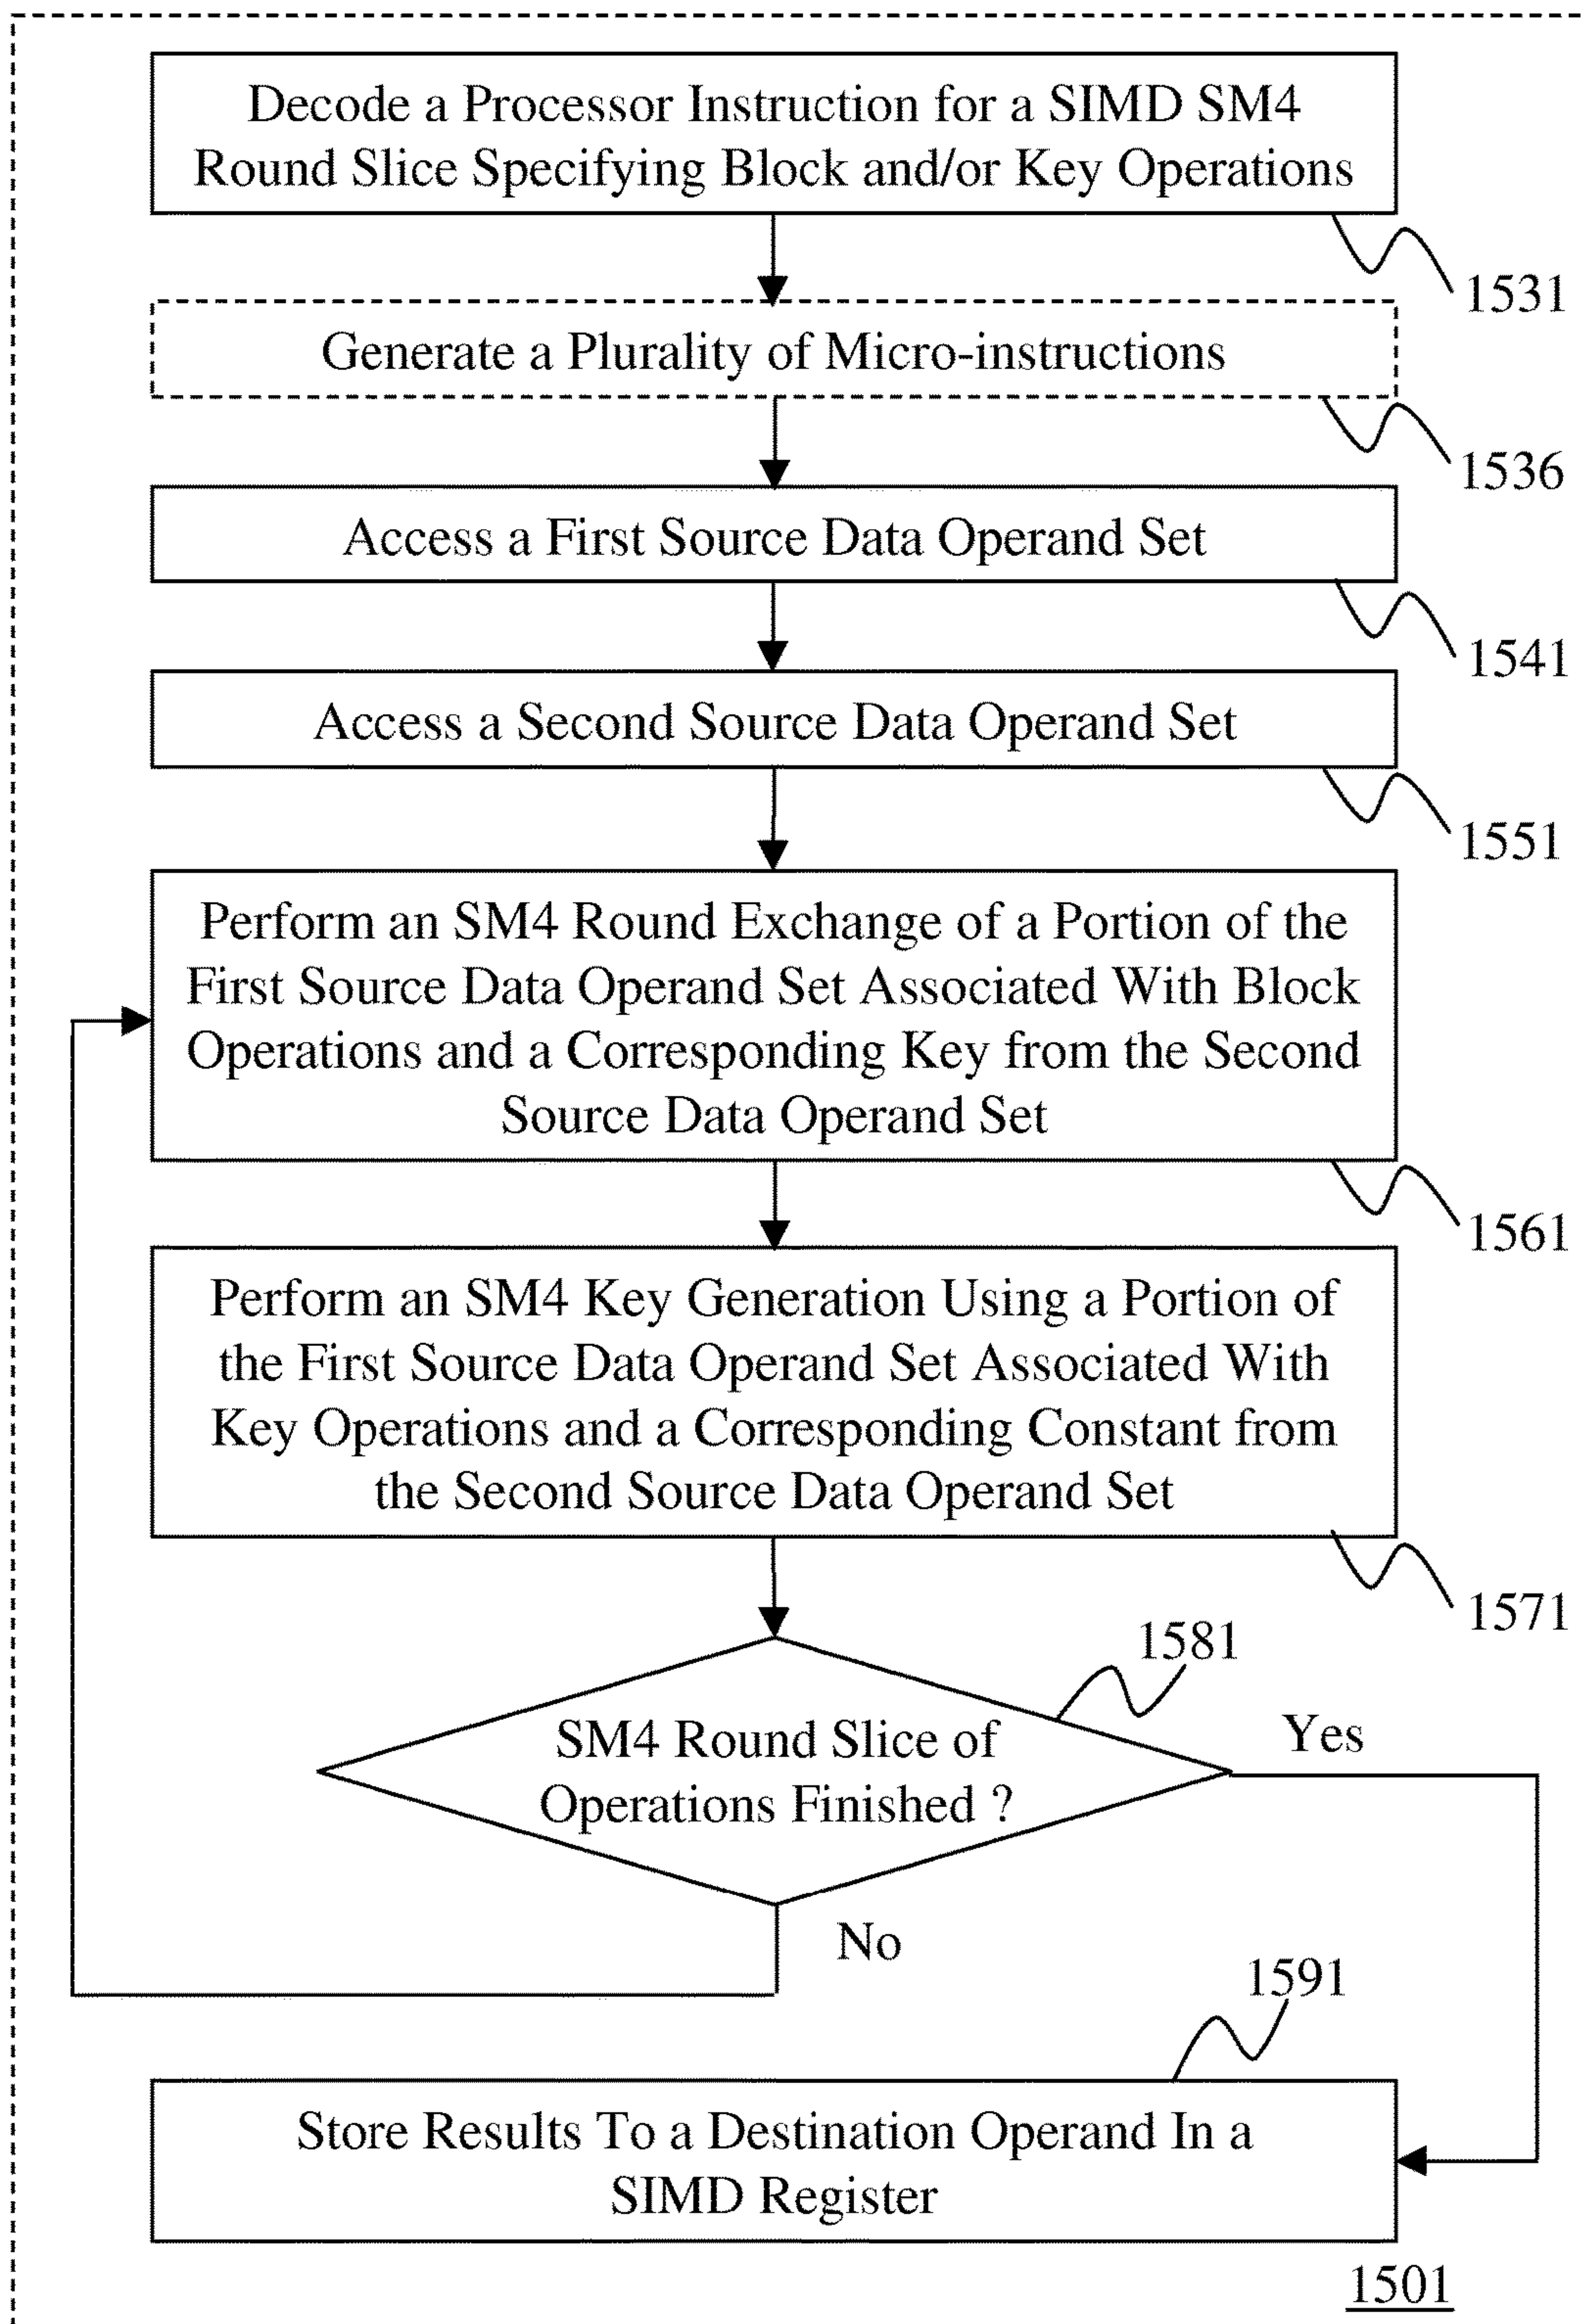 Decode a Processor Instruction for a SIMD SM4
Round Slice Specifying Block and/or Key Operations
1531
Generate a Plurality of Micro-instructions
1536
Access a First Source Data Operand Set
1541
Access a Second Source Data Operand Set
1551
Perform an SM4 Round Exchange of a Portion of the
First Source Data Operand Set Associated With Block
Operations and a Corresponding Key from the Second
Source Data Operand Set
1561
Perform an SM4 Key Generation Using a Portion of
the First Source Data Operand Set Associated With
Key Operations and a Corresponding Constant from
the Second Source Data Operand Set
1571
1581
SM4 Round Slice of
Operations Finished ?
Yes
No
1591
Store Results To a Destination Operand In a
SIMD Register
1501